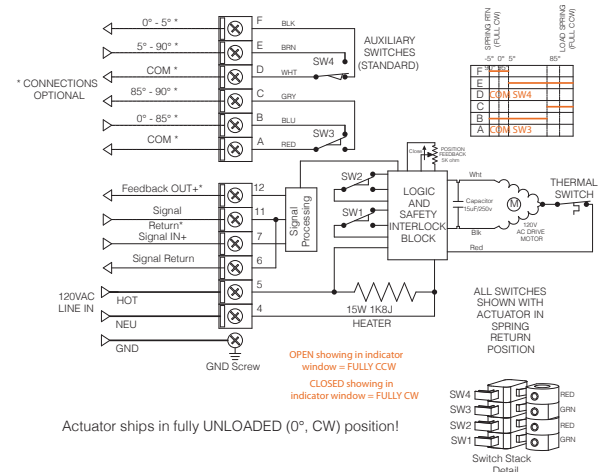 0° - 5° *
F
BLK
5° - 90° *
E
BRN
COM *
D
WHT
SW4
AUXILIARY
SWITCHES
(STANDARD)
* CONNECTIONS
OPTIONAL
85° - 90° *
C
GRY
0° - 85° *
B
BLU
SW3
COM *
A
RED
SPRING RTN
(FULL CW)
LOAD SPRING
(FULL CCW)
-5° 0° 5°
85°
F
E
D COM SW4
C
B
A COM SW3
Feedback OUT+*
12
Signal
Return*
11
Signal IN+
7
Signal Return
6
Signal
Processing
120VAC
LINE IN
HOT
5
NEU
4
GND
GND Screw
SW2
SW1
Close
POSITION
FEEDBACK
5K ohm
LOGIC
AND
SAFETY
INTERLOCK
BLOCK
Wht
Capacitor
15uF/250v
Blk
Red
M
120V
AC DRIVE
MOTOR
THERMAL
SWITCH
15W 1K8J
HEATER
ALL SWITCHES
SHOWN WITH
ACTUATOR IN
SPRING
RETURN
POSITION
OPEN showing in indicator
window = FULLY CCW
CLOSED showing in
indicator window = FULLY CW
Actuator ships in fully UNLOADED (0°, CW) position!
SW4
RED
SW3
GRN
SW2
RED
SW1
GRN
Switch Stack
Detail